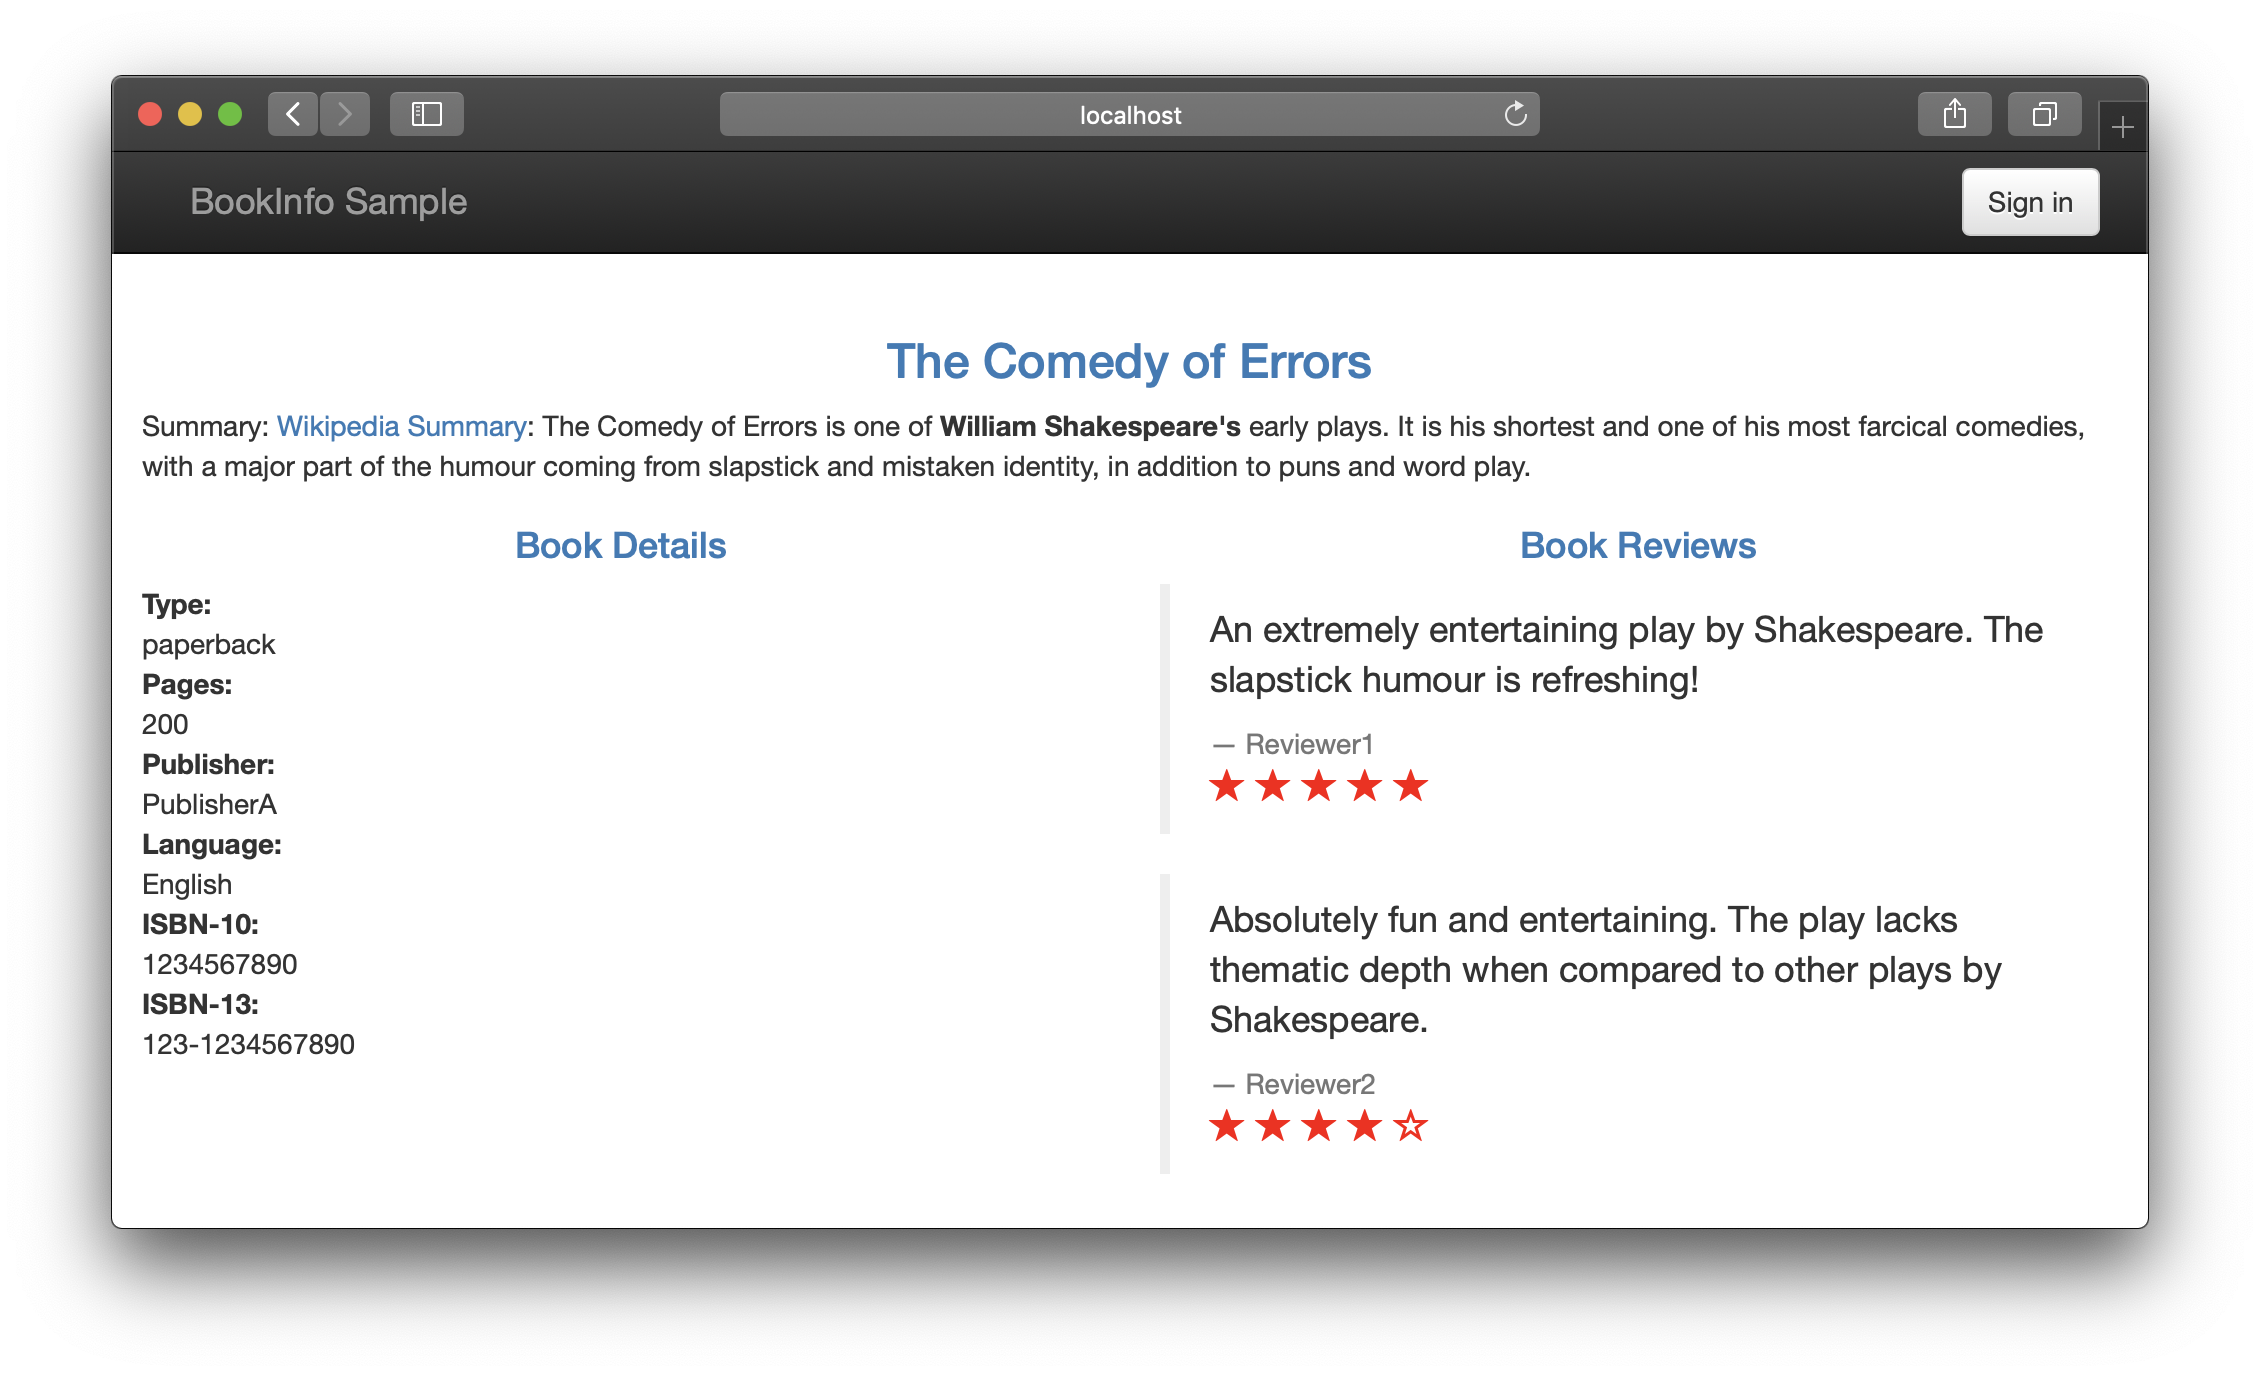 localhost
BookInfo Sample
Sign in
The Comedy of Errors
Summary: Wikipedia Summary: The Comedy of Errors is one of William Shakespeare's early plays. It is his shortest and one of his most farcical comedies,
with a major part of the humour coming from slapstick and mistaken identity, in addition to puns and word play.
Book Details
Type:
paperback
Pages:
200
Publisher:
PublisherA
Language:
English
ISBN-10:
1234567890
ISBN-13:
123-1234567890
Book Reviews
An extremely entertaining play by Shakespeare. The
slapstick humour is refreshing!
— Reviewer1
Absolutely fun and entertaining. The play lacks
thematic depth when compared to other plays by
Shakespeare.
— Reviewer2